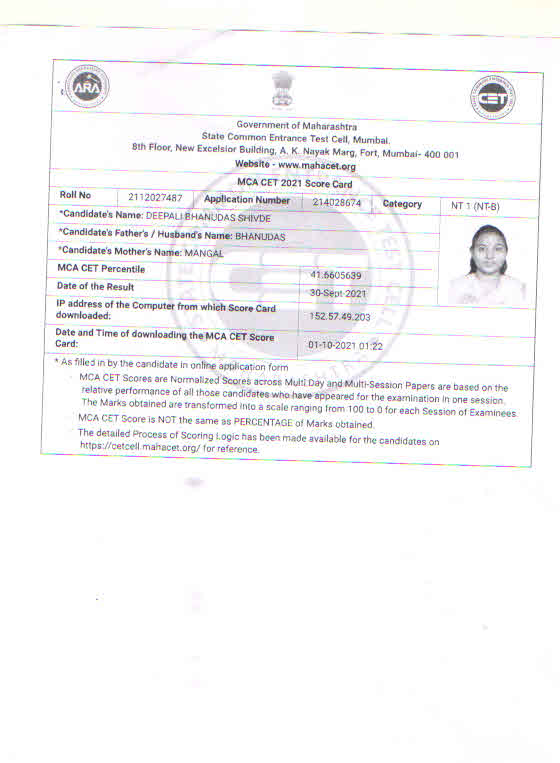 ARA
CET
Government of Maharashtra
State Common Entrance Test Cell, Mumbai.
8th Floor, New Excelsior Building, A. K. Nayak Marg, Fort, Mumbai- 400 001
Website - www.mahacet.org
MCA CET 2021 Score Card
Roll No 2112027487 Application Number 214028674 Category NT 1 (NT-B)
*Candidate's Name: DEEPALI BHANUDAS SHIVDE
*Candidate's Father's / Husband's Name: BHANUDAS
*Candidate's Mother's Name: MANGAL
MCA CET Percentile 41.6605639
Date of the Result 30-Sept-2021
IP address of the Computer from which Score Card
downloaded: 152.57.49.203
Date and Time of downloading the MCA CET Score
Card: 01-10-2021 01:22
* As filled in by the candidate in online application form
MCA CET Scores are Normalized Scores across Multi Day and Multi-Session Papers are based on the
relative performance of all those candidates who have appeared for the examination in one session.
The Marks obtained are transformed into a scale ranging from 100 to 0 for each Session of Examinees.
MCA CET Score is NOT the same as PERCENTAGE of Marks obtained.
The detailed Process of Scoring Logic has been made available for the candidates on
https://cetcell.mahacet.org/ for reference.